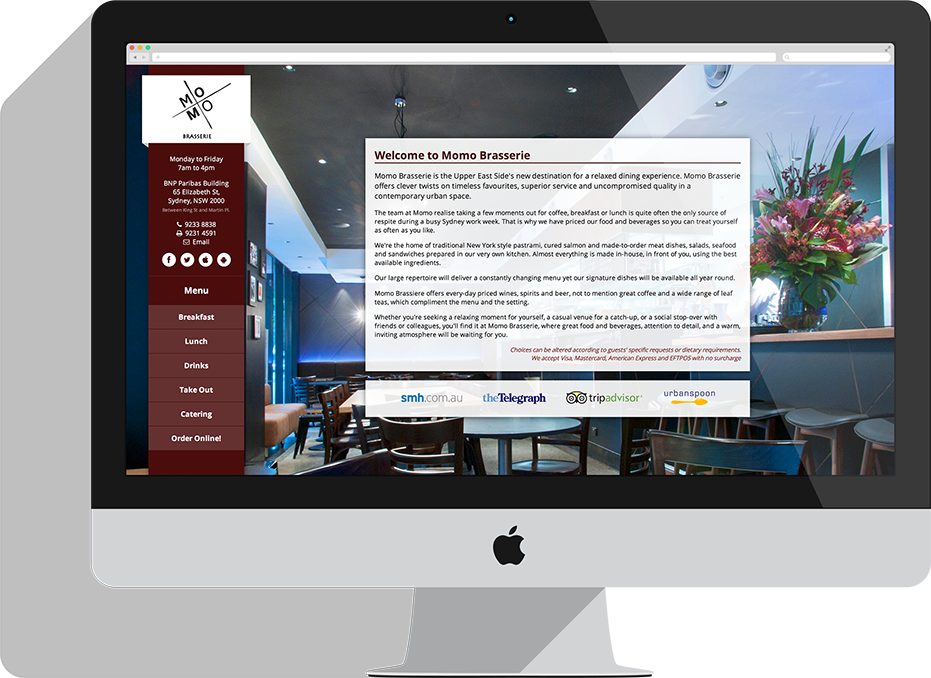 MO
MO
BRASSERIE
Monday to Friday
7am to 4pm
BNP Paribas Building
65 Elizabeth St,
Sydney, NSW 2000
Between King St and Martin Pl.
9233 8838
9231 4591
Email
Menu
Breakfast
Lunch
Drinks
Take Out
Catering
Order Online!
Welcome to Momo Brasserie
Momo Brasserie is the Upper East Side's new destination for a relaxed dining experience. Momo Brasserie
offers clever twists on timeless favourites, superior service and uncompromised quality in a
contemporary urban space.
The team at Momo realise taking a few moments out for coffee, breakfast or lunch is quite often the only source of
respite during a busy Sydney work week. That is why we have priced our food and beverages so you can treat yourself
as often as you like.
We're the home of traditional New York style pastrami, cured salmon and made-to-order meat dishes, salads, seafood
and sandwiches prepared in our very own kitchen. Almost everything is made in-house, in front of you, using the best
available ingredients.
Our large repertoire will deliver a constantly changing menu yet our signature dishes will be available all year round.
Momo Brassiere offers every-day priced wines, spirits and beer, not to mention great coffee and a wide range of leaf
teas, which compliment the menu and the setting.
Whether you're seeking a relaxing moment for yourself, a casual venue for a catch-up, or a social stop-over with
friends or colleagues, you'll find it at Momo Brasserie, where great food and beverages, attention to detail, and a warm,
inviting atmosphere will be waiting for you.
Choices can be altered according to guests' specific requests or dietary requirements.
We accept Visa, Mastercard, American Express and EFTPOS with no surcharge
smh.com.au theTelegraph tripadvisor urbanspoon